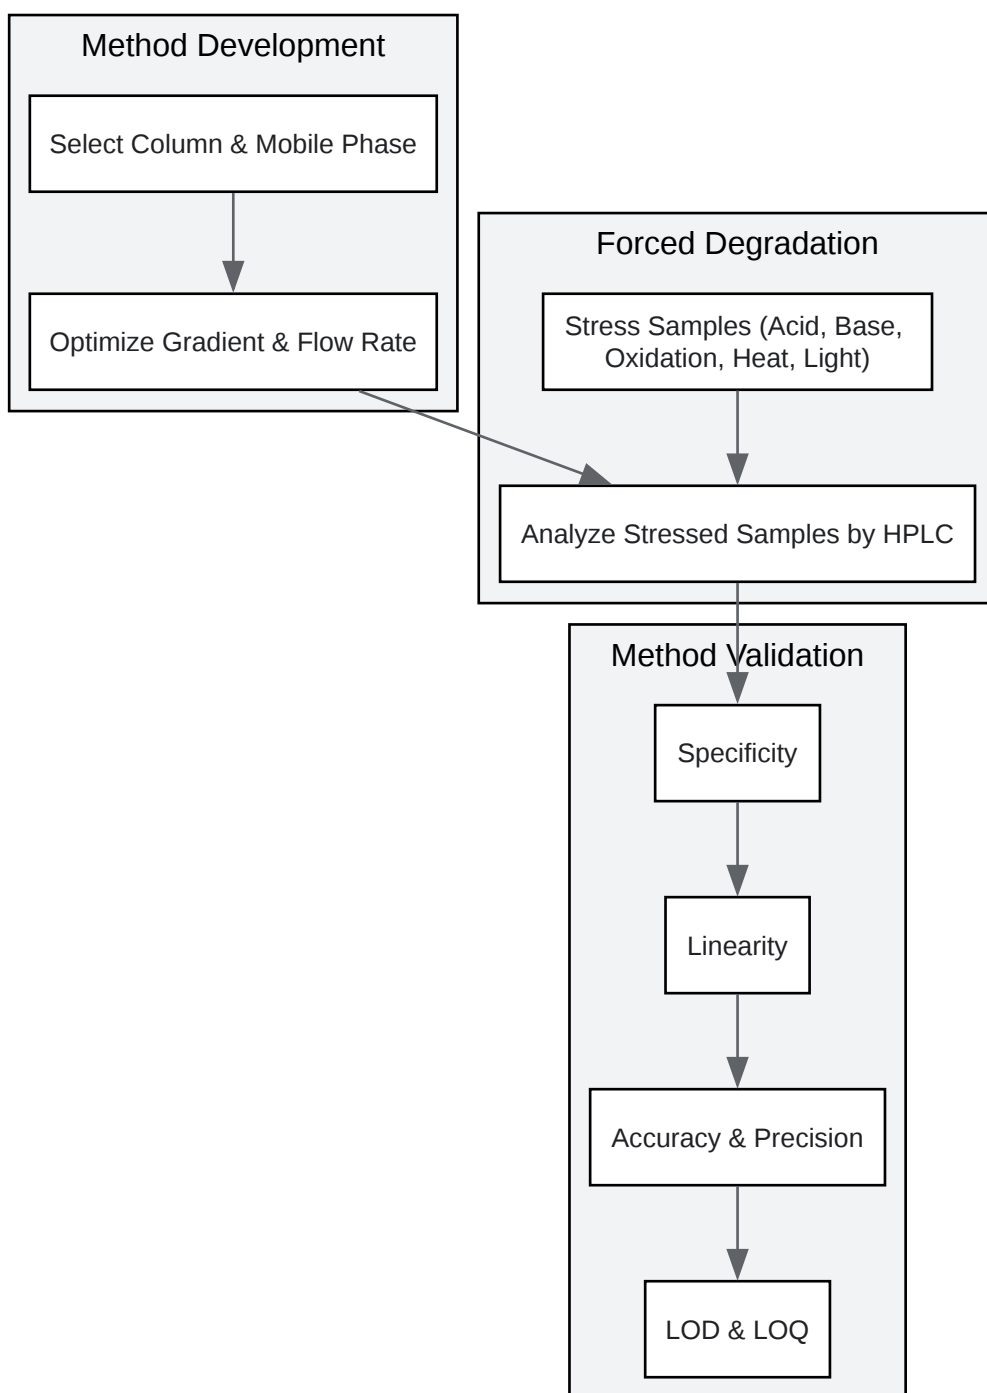 Method Development
Select Column & Mobile Phase
Optimize Gradient & Flow Rate
Forced Degradation
Stress Samples (Acid, Base,
Oxidation, Heat, Light)
Analyze Stressed Samples by HPLC
Method Validation
Specificity
Linearity
Accuracy & Precision
LOD & LOQ